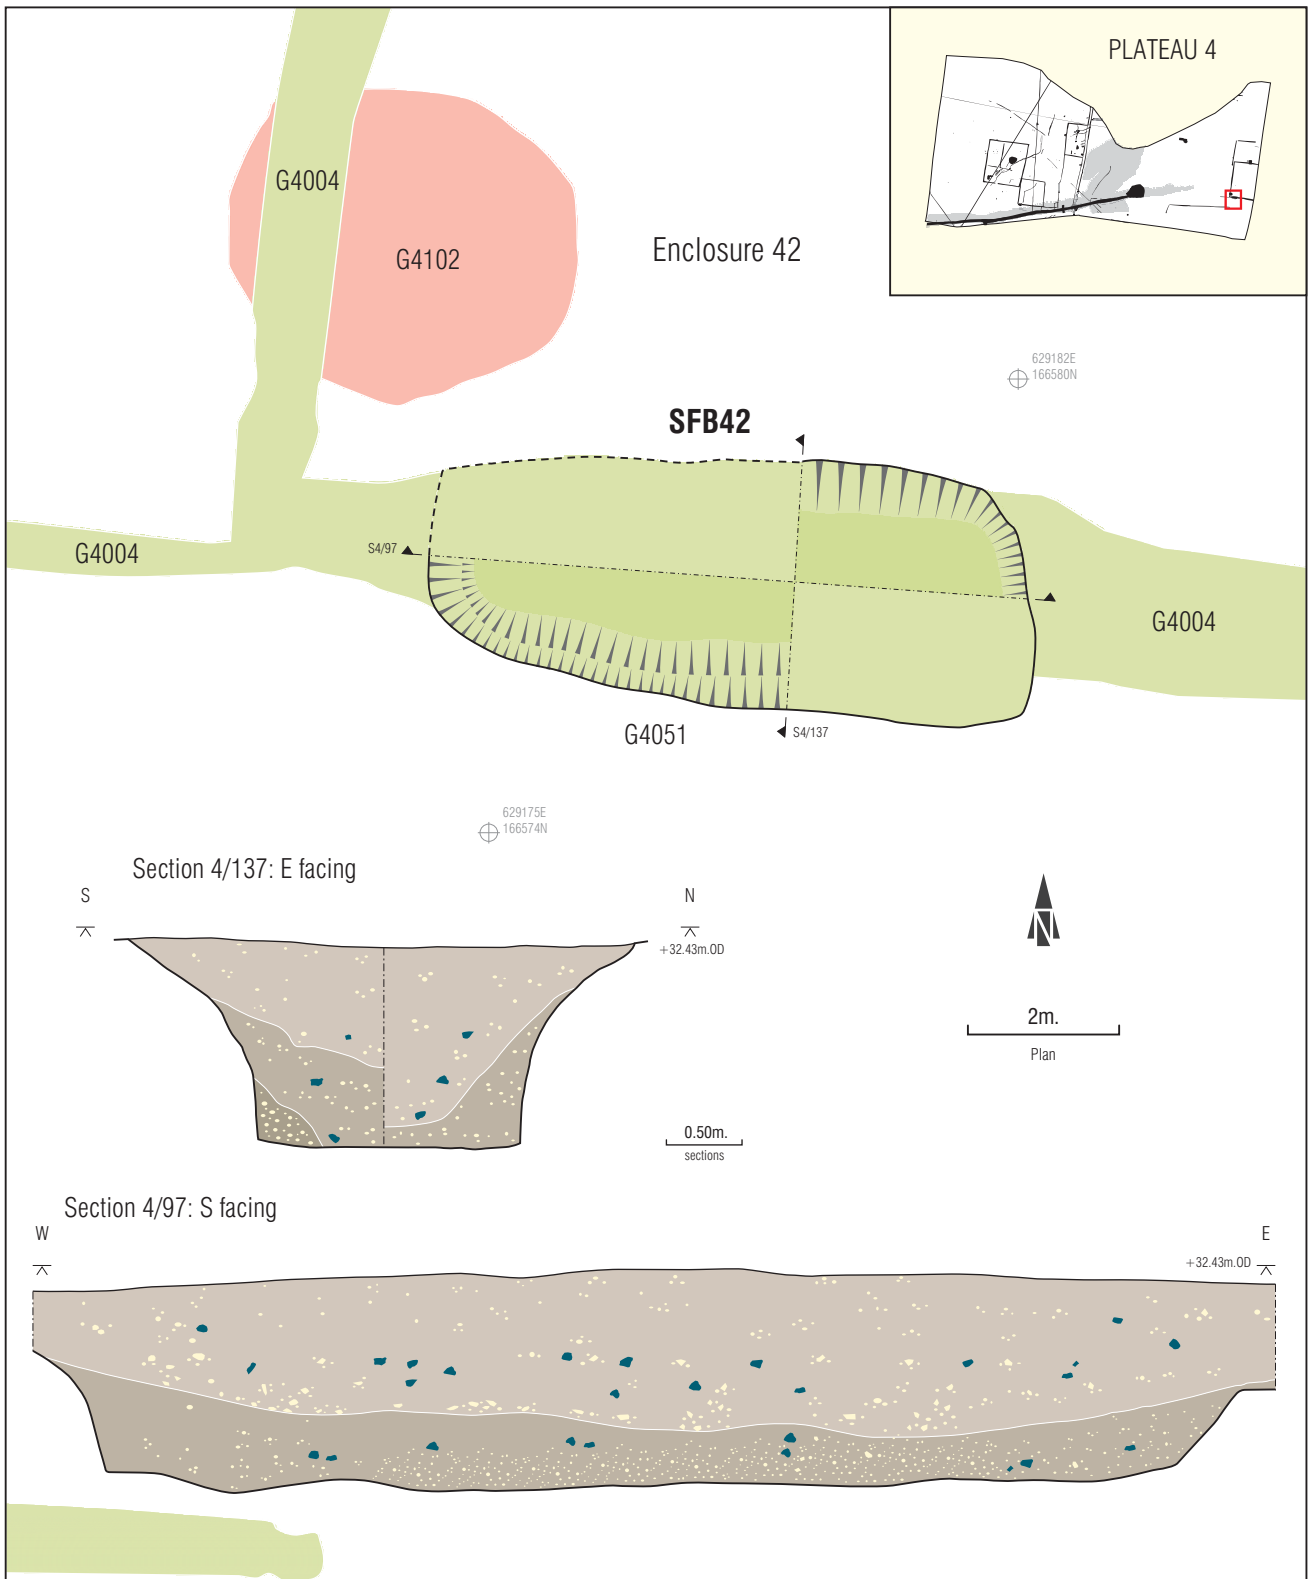 PLATEAU 4
G4004
G4102
Enclosure 42
629182E
166580N
SFB42
S4/97
G4004
G4004
G4051
S4/137
629175E
166574N
Section 4/137: E facing
S
N
+32.43m.OD
N
2m.
Plan
0.50m.
sections
Section 4/97: S facing
W
E
+32.43m.OD